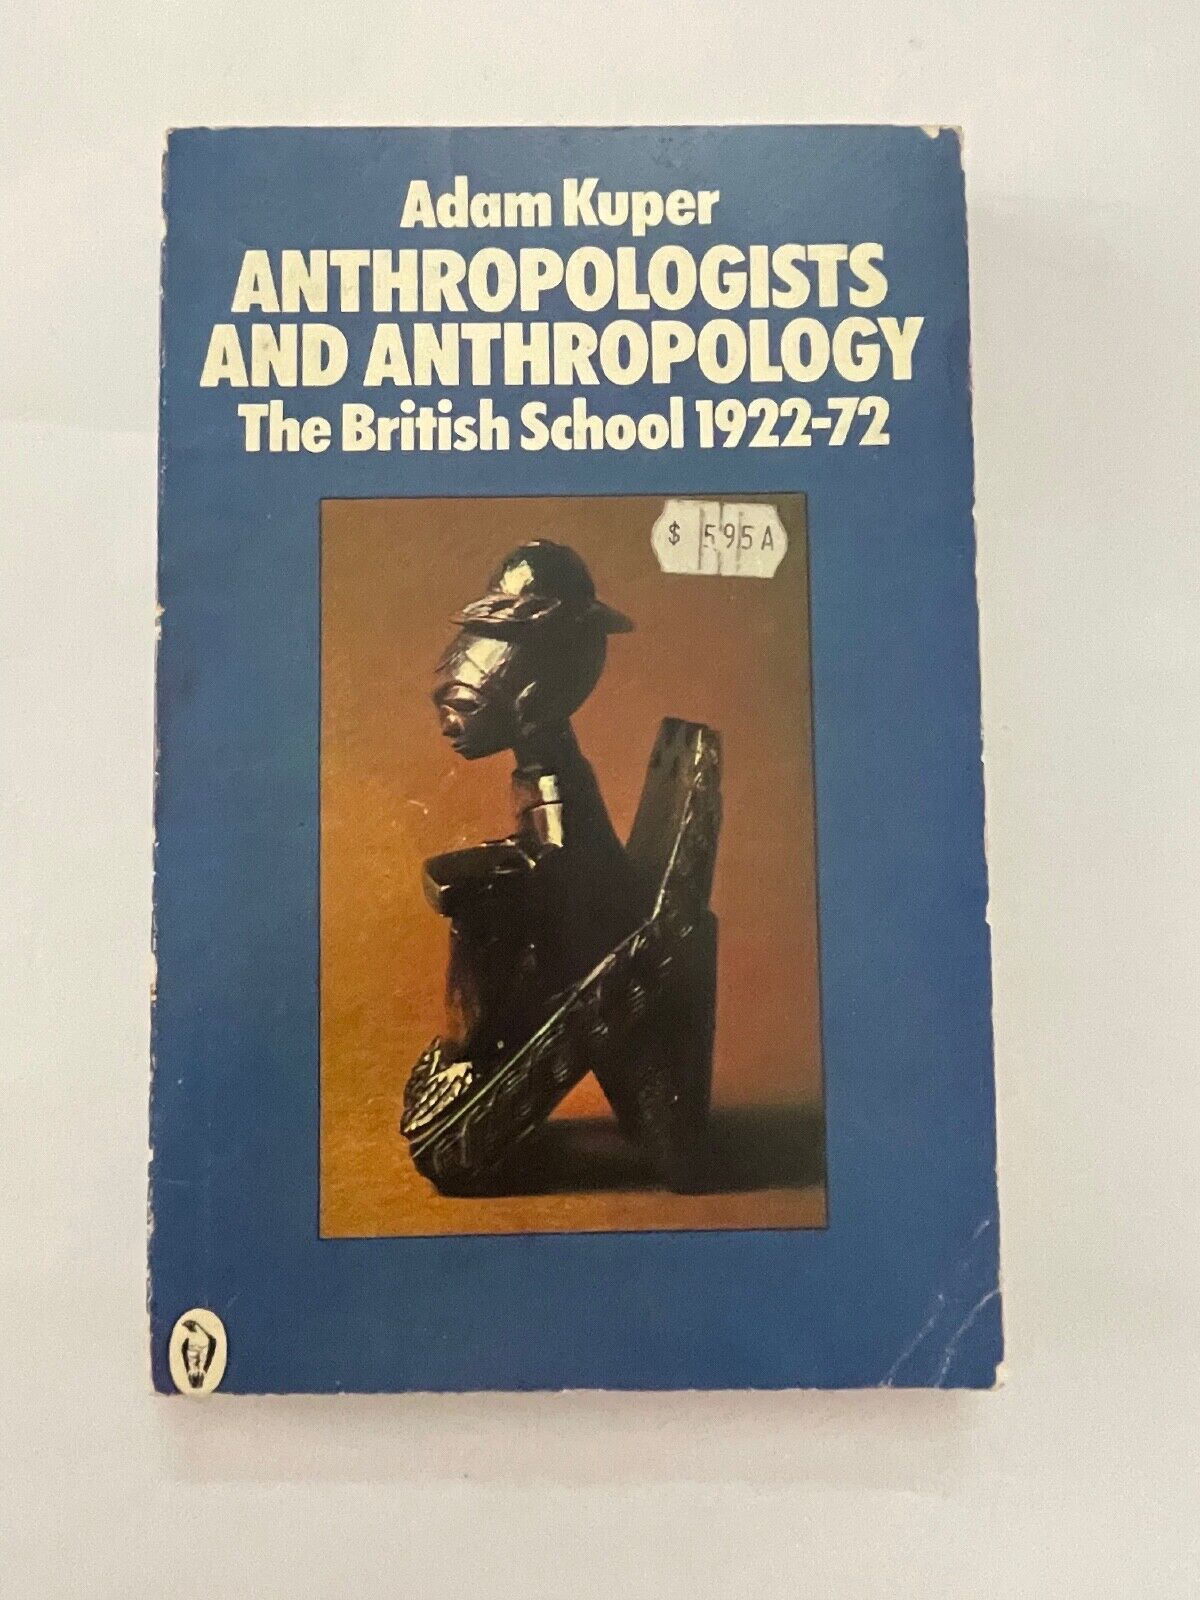 Adam Kuper
ANTHROPOLOGISTS
AND ANTHROPOLOGY
The British School 1922-72
$ 595A